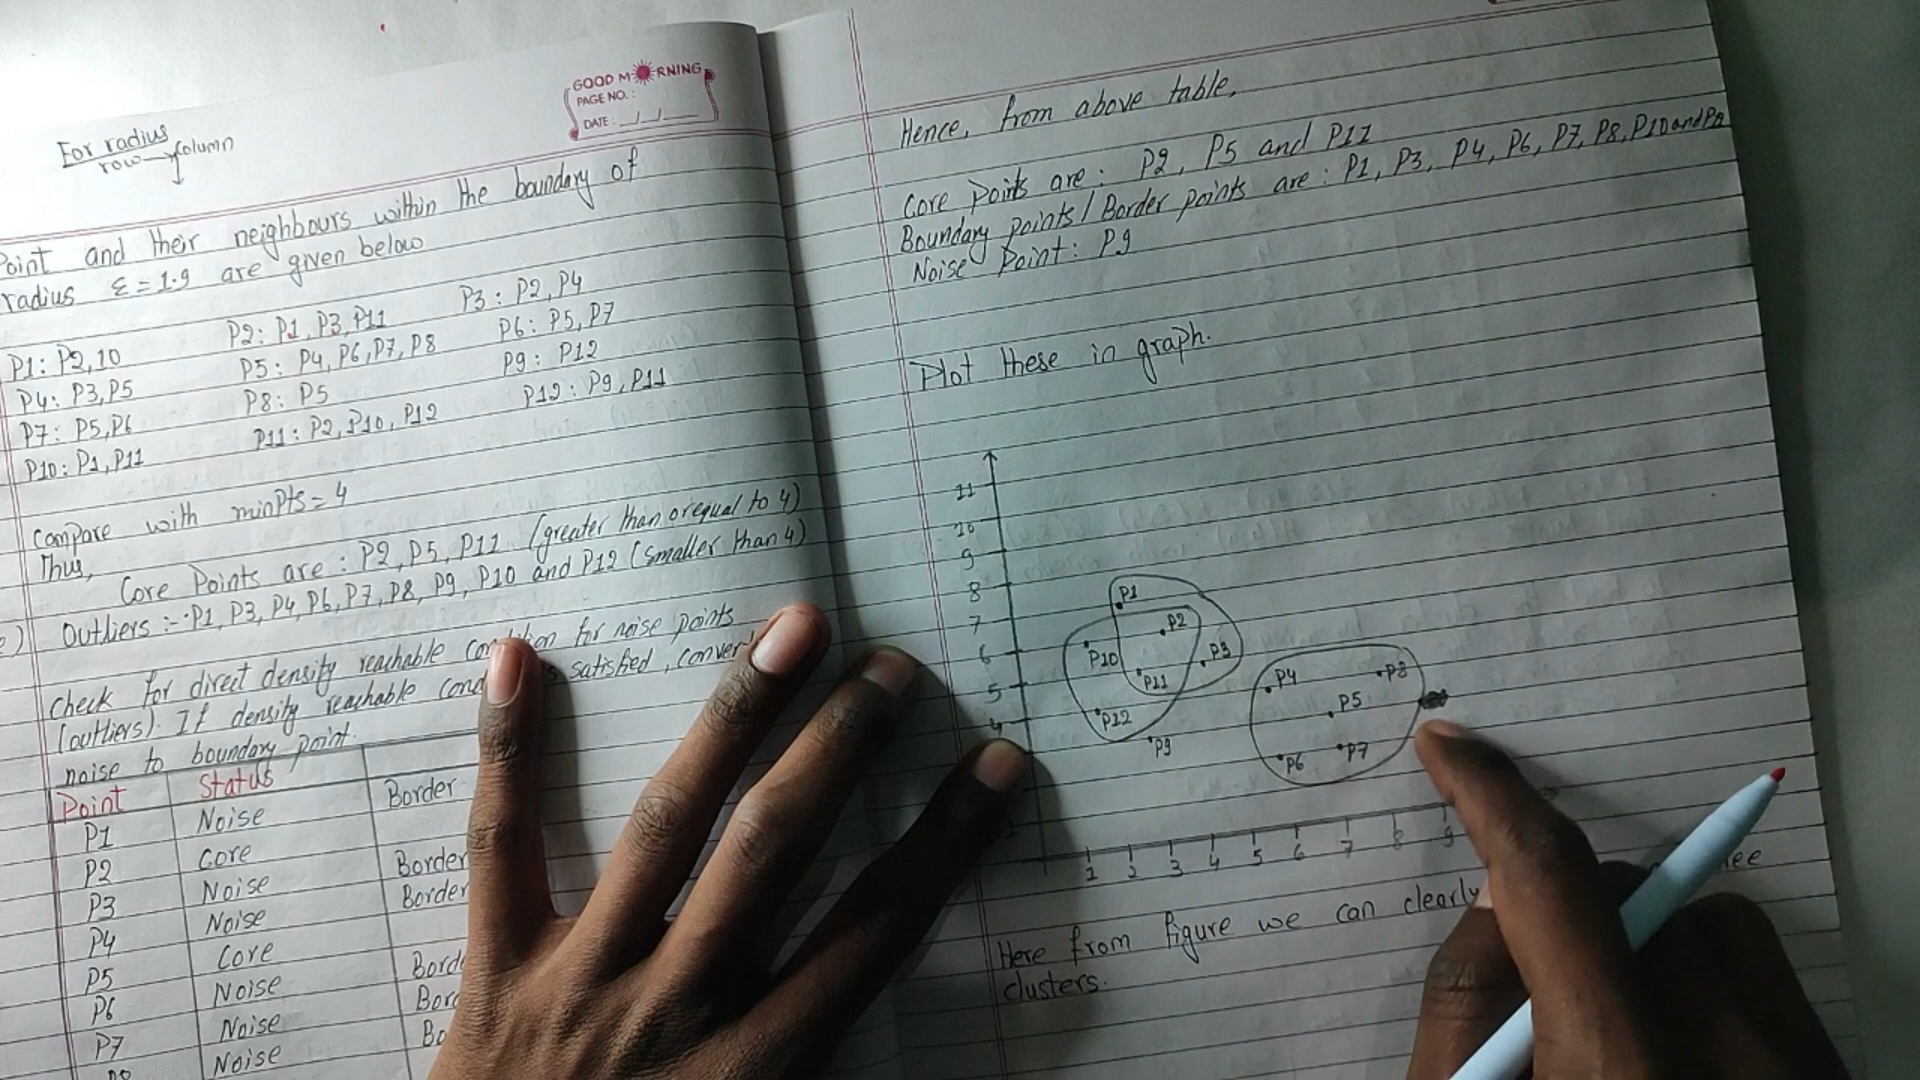 GOOD MORNING
PAGE NO.:
DATE: __/__/____
For radius
row → column
Point and their neighbours within the boundary of
radius ε = 1.9 are given below
P1: P2, 10 P2: P1, P3, P11 P3: P2, P4
P4: P3, P5 P5: P4, P6, P7, P8 P6: P5, P7
P7: P5, P6 P8: P5 P9: P12
P10: P1, P11 P11: P2, P10, P12 P12: P9, P11
Compare with minPts = 4
Thus,
Core Points are: P2, P5, P11 (greater than or equal to 4)
Outliers :- P1, P3, P4, P6, P7, P8, P9, P10 and P12 (smaller than 4)
Check for direct density reachable for noise points
(outliers). If density reachable satisfied,
noise to boundary point.
Point Status
P1 Noise Border
P2 Core
P3 Noise Border
P4 Noise Border
P5 Core
P6 Noise
P7 Noise
Noise
Hence, from above table,
Core Points are: P2, P5 and P11
Boundary points / Border points are: P1, P3, P4, P6, P7, P8, P10 and
Noise Point: P9
Plot these in graph.
11
10
9
8
7
6
5
4
P1
P2
P10
P3
P11
P12
P9
P4
P8
P5
P6
P7
1 2 3 4 5 6 7 8 9
Here from figure we can clearly
clusters.